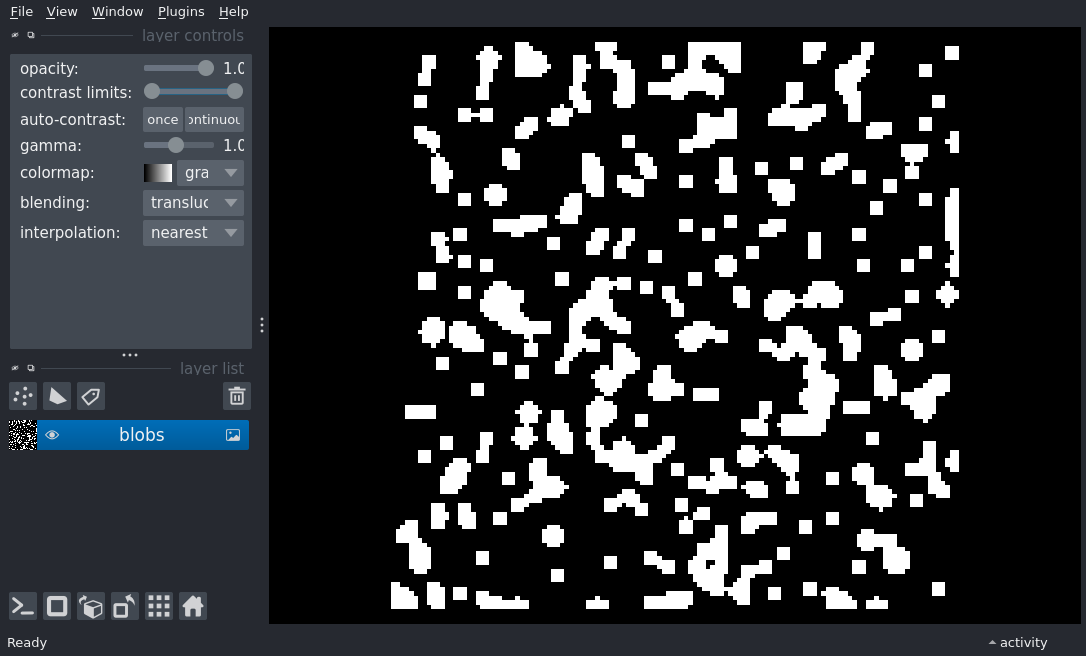 File View Window Plugins Help
layer controls
opacity: 1.0
contrast limits:
auto-contrast: once ontinuou
gamma: 1.0
colormap: gra
blending: transluc
interpolation: nearest
layer list
blobs
Ready
activity